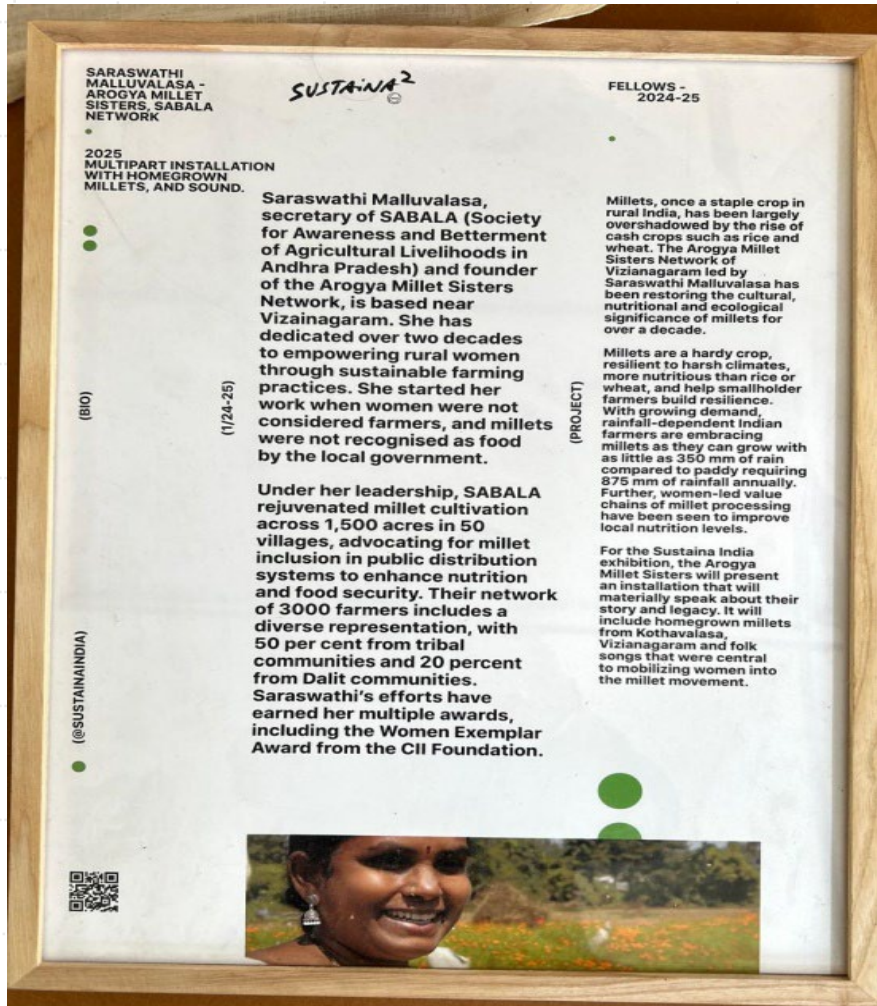 SARASWATHI
MALLUVALASA -
AROGYA MILLET
SISTERS, SABALA
NETWORK
2025
MULTIPART INSTALLATION
WITH HOMEGROWN
MILLETS, AND SOUND.
SUSTAINA2
FELLOWS -
2024-25
(BIO)
(@SUSTAINAINDIA)
(1/24-25)
Saraswathi Malluvalasa,
secretary of SABALA (Society
for Awareness and Betterment
of Agricultural Livelihoods in
Andhra Pradesh) and founder
of the Arogya Millet Sisters
Network, is based near
Vizainagaram. She has
dedicated over two decades
to empowering rural women
through sustainable farming
practices. She started her
work when women were not
considered farmers, and millets
were not recognised as food
by the local government.
Under her leadership, SABALA
rejuvenated millet cultivation
across 1,500 acres in 50
villages, advocating for millet
inclusion in public distribution
systems to enhance nutrition
and food security. Their network
of 3000 farmers includes a
diverse representation, with
50 per cent from tribal
communities and 20 percent
from Dalit communities.
Saraswathi's efforts have
earned her multiple awards,
including the Women Exemplar
Award from the CII Foundation.
(PROJECT)
Millets, once a staple crop in
rural India, has been largely
overshadowed by the rise of
cash crops such as rice and
wheat. The Arogya Millet
Sisters Network of
Vizianagaram led by
Saraswathi Malluvalasa has
been restoring the cultural,
nutritional and ecological
significance of millets for
over a decade.
Millets are a hardy crop,
resilient to harsh climates,
more nutritious than rice or
wheat, and help smallholder
farmers build resilience.
With growing demand,
rainfall-dependent Indian
farmers are embracing
millets as they can grow with
as little as 350 mm of rain
compared to paddy requiring
875 mm of rainfall annually.
Further, women-led value
chains of millet processing
have been seen to improve
local nutrition levels.
For the Sustaina India
exhibition, the Arogya
Millet Sisters will present
an installation that will
materially speak about their
story and legacy. It will
include homegrown millets
from Kothavalasa,
Vizianagaram and folk
songs that were central
to mobilizing women into
the millet movement.